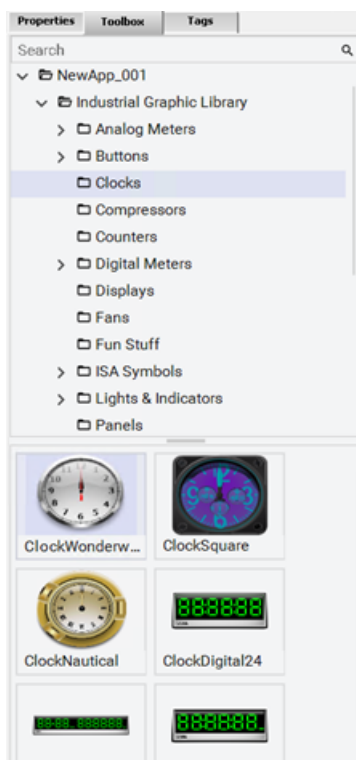 Properties Toolbox Tags
Search
NewApp_001
Industrial Graphic Library
Analog Meters
Buttons
Clocks
Compressors
Counters
Digital Meters
Displays
Fans
Fun Stuff
ISA Symbols
Lights & Indicators
Panels
ClockWonderw... ClockSquare
ClockNautical ClockDigital24